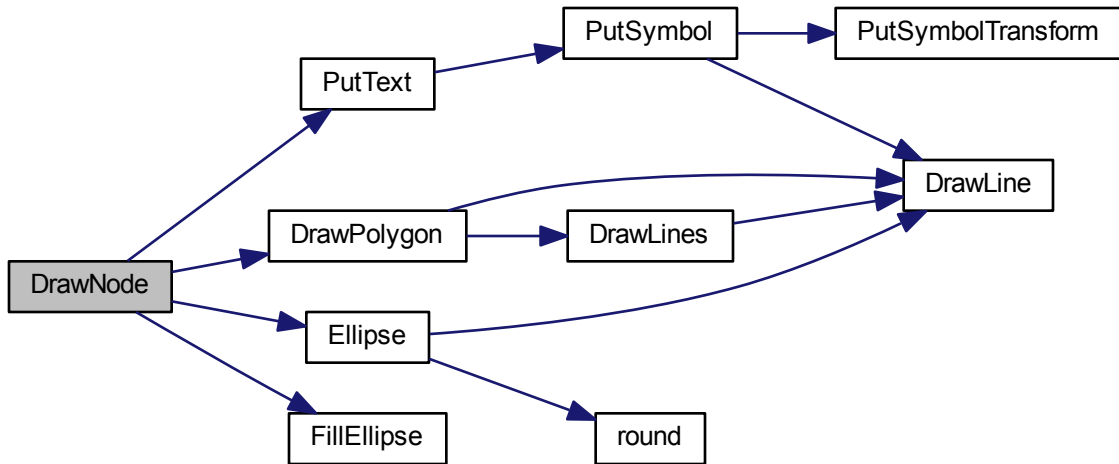 PutSymbol
PutSymbolTransform
PutText
DrawLine
DrawPolygon
DrawLines
DrawNode
Ellipse
FillEllipse
round